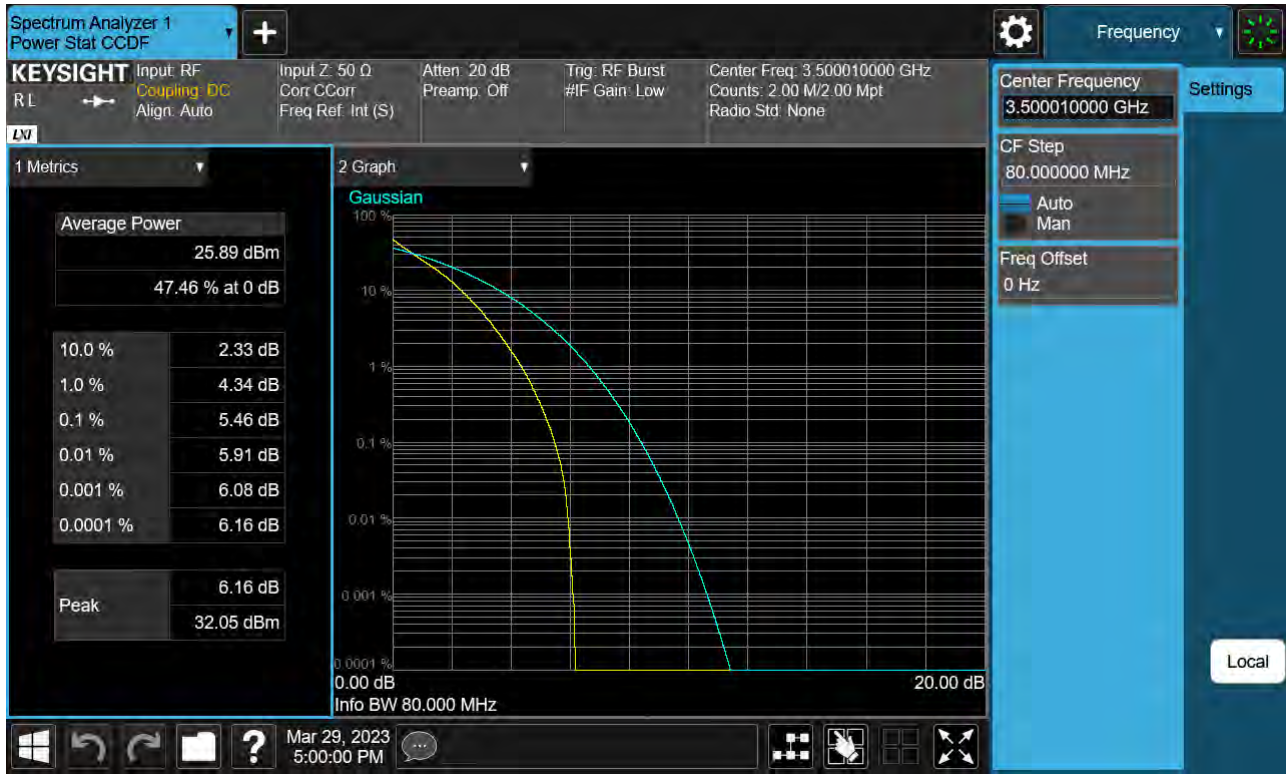 Spectrum Analyzer 1
Power Stat CCDF
+
Frequency
KEYSIGHT
RL
LXI
Input: RF
Coupling: DC
Align: Auto
Input Z: 50 Ω
Corr CCorr
Freq Ref: Int (S)
Atten: 20 dB
Preamp: Off
Trig: RF Burst
#IF Gain: Low
Center Freq: 3.500010000 GHz
Counts: 2.00 M/2.00 Mpt
Radio Std: None
Center Frequency
3.500010000 GHz
Settings
CF Step
80.000000 MHz
Auto
Man
Freq Offset
0 Hz
1 Metrics
Average Power
25.89 dBm
47.46 % at 0 dB
10.0 % 2.33 dB
1.0 % 4.34 dB
0.1 % 5.46 dB
0.01 % 5.91 dB
0.001 % 6.08 dB
0.0001 % 6.16 dB
Peak
6.16 dB
32.05 dBm
2 Graph
Gaussian
100 %
10 %
1 %
0.1 %
0.01 %
0.001 %
0.0001 %
0.00 dB
20.00 dB
Info BW 80.000 MHz
Local
?
Mar 29, 2023
5:00:00 PM